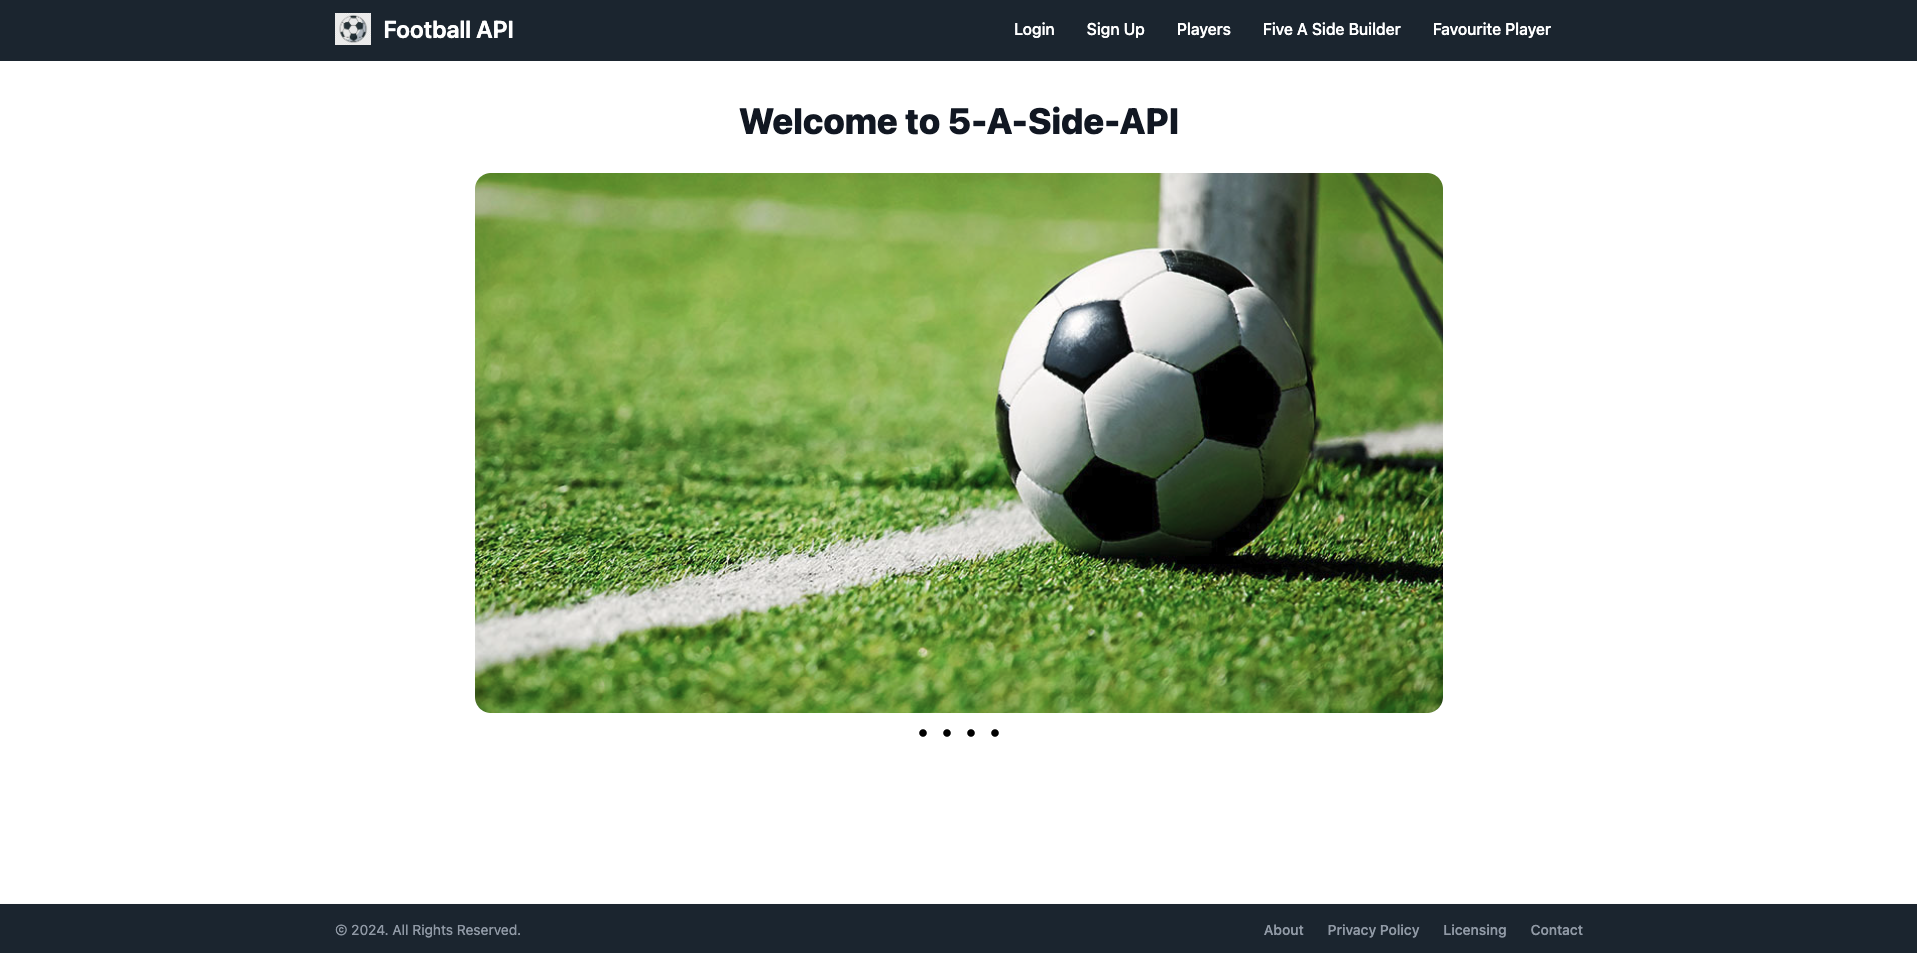 Football API
Login Sign Up Players Five A Side Builder Favourite Player
Welcome to 5-A-Side-API
© 2024. All Rights Reserved.
About Privacy Policy Licensing Contact